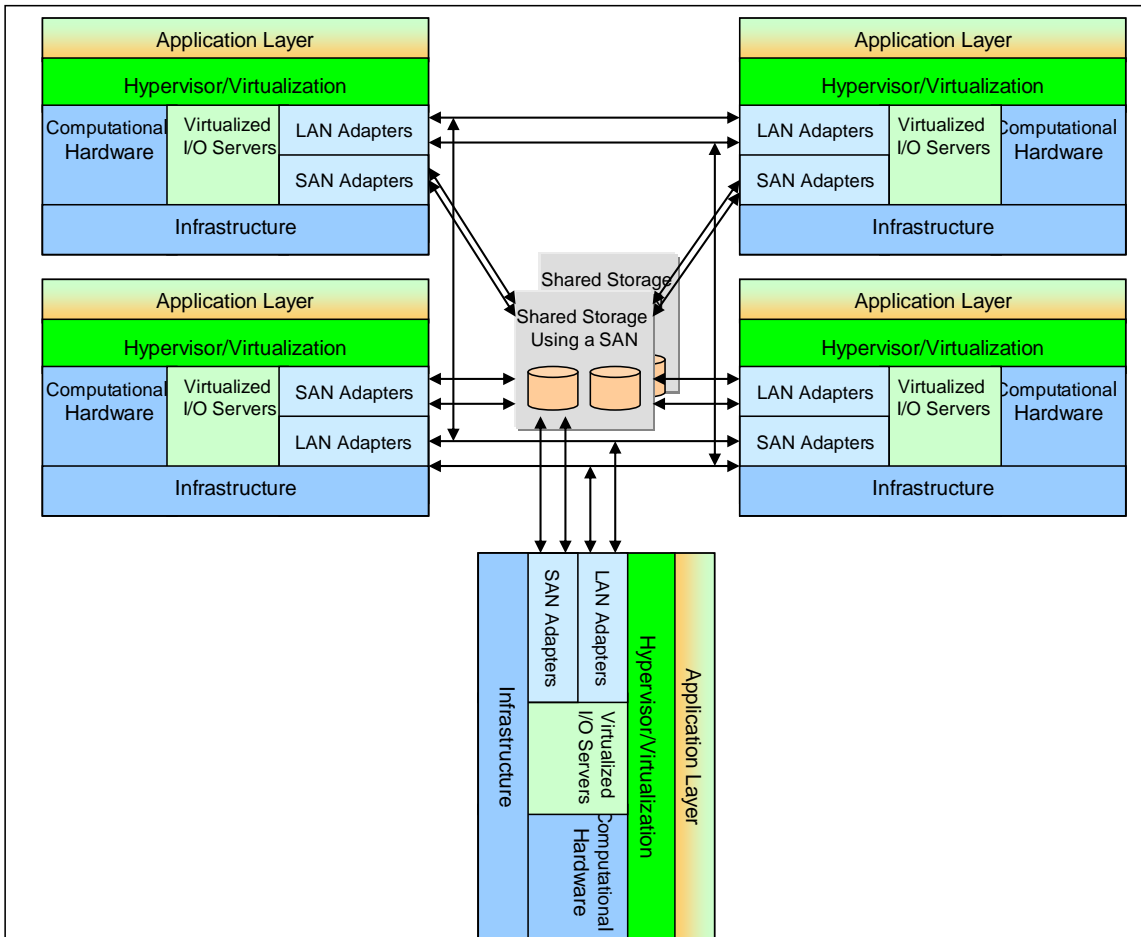 Application Layer
Hypervisor/Virtualization
Computational
Hardware
Virtualized
I/O Servers
LAN Adapters
SAN Adapters
Infrastructure
Application Layer
Hypervisor/Virtualization
LAN Adapters
SAN Adapters
Virtualized
I/O Servers
Computational
Hardware
Infrastructure
Shared Storage
Shared Storage
Using a SAN
Application Layer
Hypervisor/Virtualization
Computational
Hardware
Virtualized
I/O Servers
SAN Adapters
LAN Adapters
Infrastructure
Application Layer
Hypervisor/Virtualization
LAN Adapters
SAN Adapters
Virtualized
I/O Servers
Computational
Hardware
Infrastructure
Application Layer
Hypervisor/Virtualization
LAN Adapters
SAN Adapters
Virtualized
I/O Servers
Computational
Hardware
Infrastructure